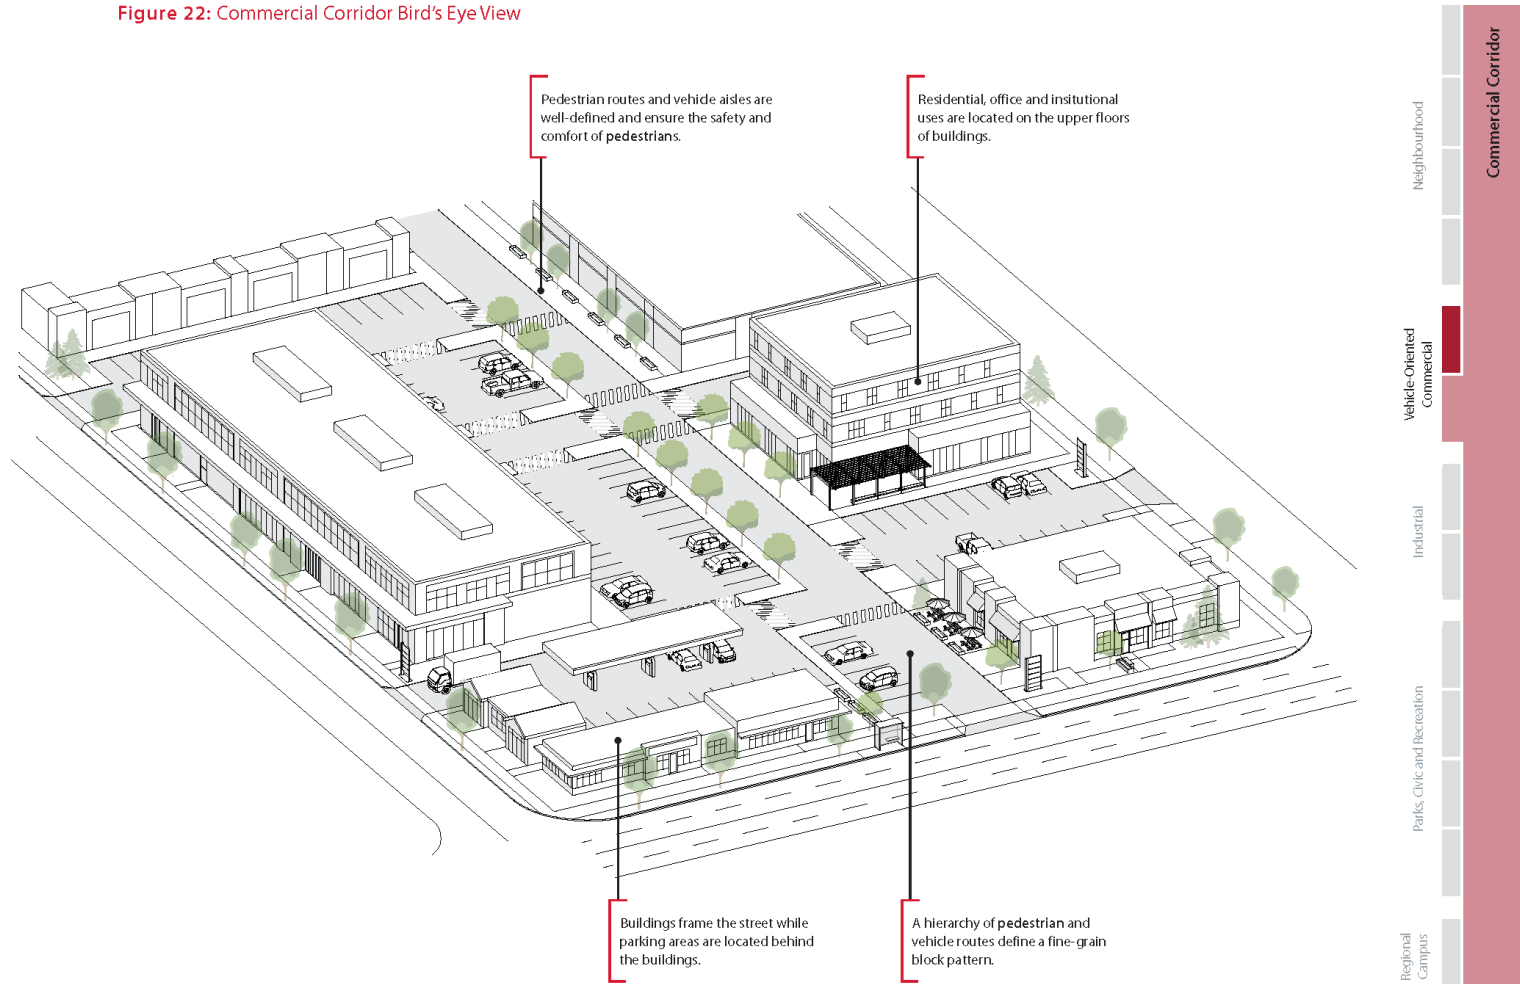 Figure 22: Commercial Corridor Bird's Eye View
Pedestrian routes and vehicle aisles are
well-defined and ensure the safety and
comfort of pedestrians.
Residential, office and insitutional
uses are located on the upper floors
of buildings.
Buildings frame the street while
parking areas are located behind
the buildings.
A hierarchy of pedestrian and
vehicle routes define a fine-grain
block pattern.
Commercial Corridor
Neighbourhood
Vehicle-Oriented
Commercial
Industrial
Parks, Civic and Recreation
Regional
Campus